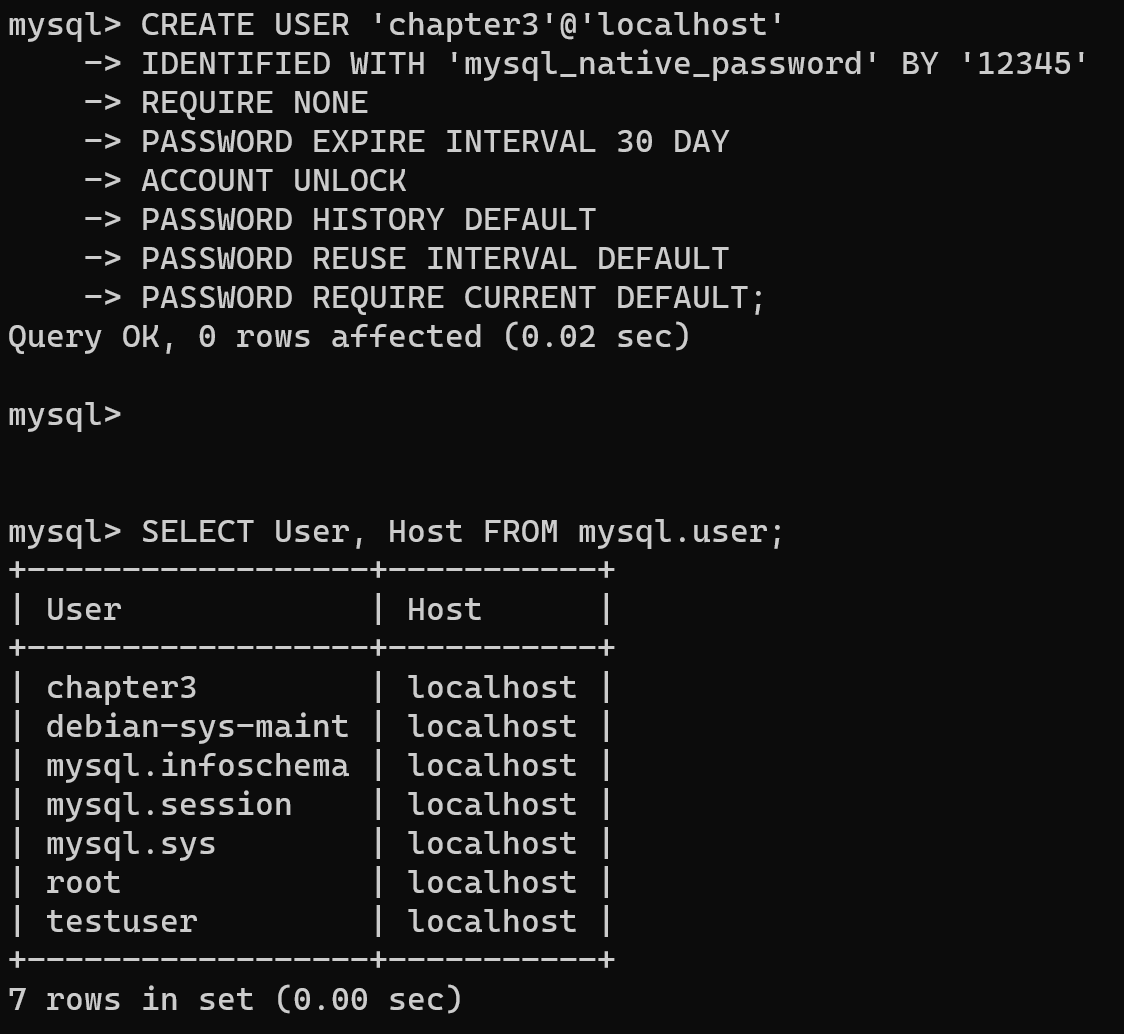 mysql> CREATE USER 'chapter3'@'localhost'
    -> IDENTIFIED WITH 'mysql_native_password' BY '12345'
    -> REQUIRE NONE
    -> PASSWORD EXPIRE INTERVAL 30 DAY
    -> ACCOUNT UNLOCK
    -> PASSWORD HISTORY DEFAULT
    -> PASSWORD REUSE INTERVAL DEFAULT
    -> PASSWORD REQUIRE CURRENT DEFAULT;
Query OK, 0 rows affected (0.02 sec)

mysql>

mysql> SELECT User, Host FROM mysql.user;
+------------------+-----------+
| User             | Host      |
+------------------+-----------+
| chapter3         | localhost |
| debian-sys-maint | localhost |
| mysql.infoschema | localhost |
| mysql.session    | localhost |
| mysql.sys        | localhost |
| root             | localhost |
| testuser         | localhost |
+------------------+-----------+
7 rows in set (0.00 sec)